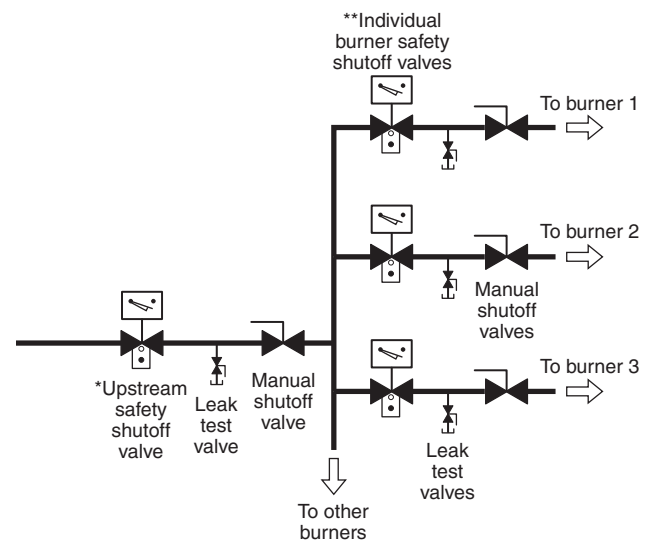 **Individual
burner safety
shutoff valves
To burner 1
To burner 2
Manual
shutoff
valves
To burner 3
*Upstream
safety
shutoff
valve
Leak
test
valve
Manual
shutoff
valve
Leak
test
valves
To other
burners